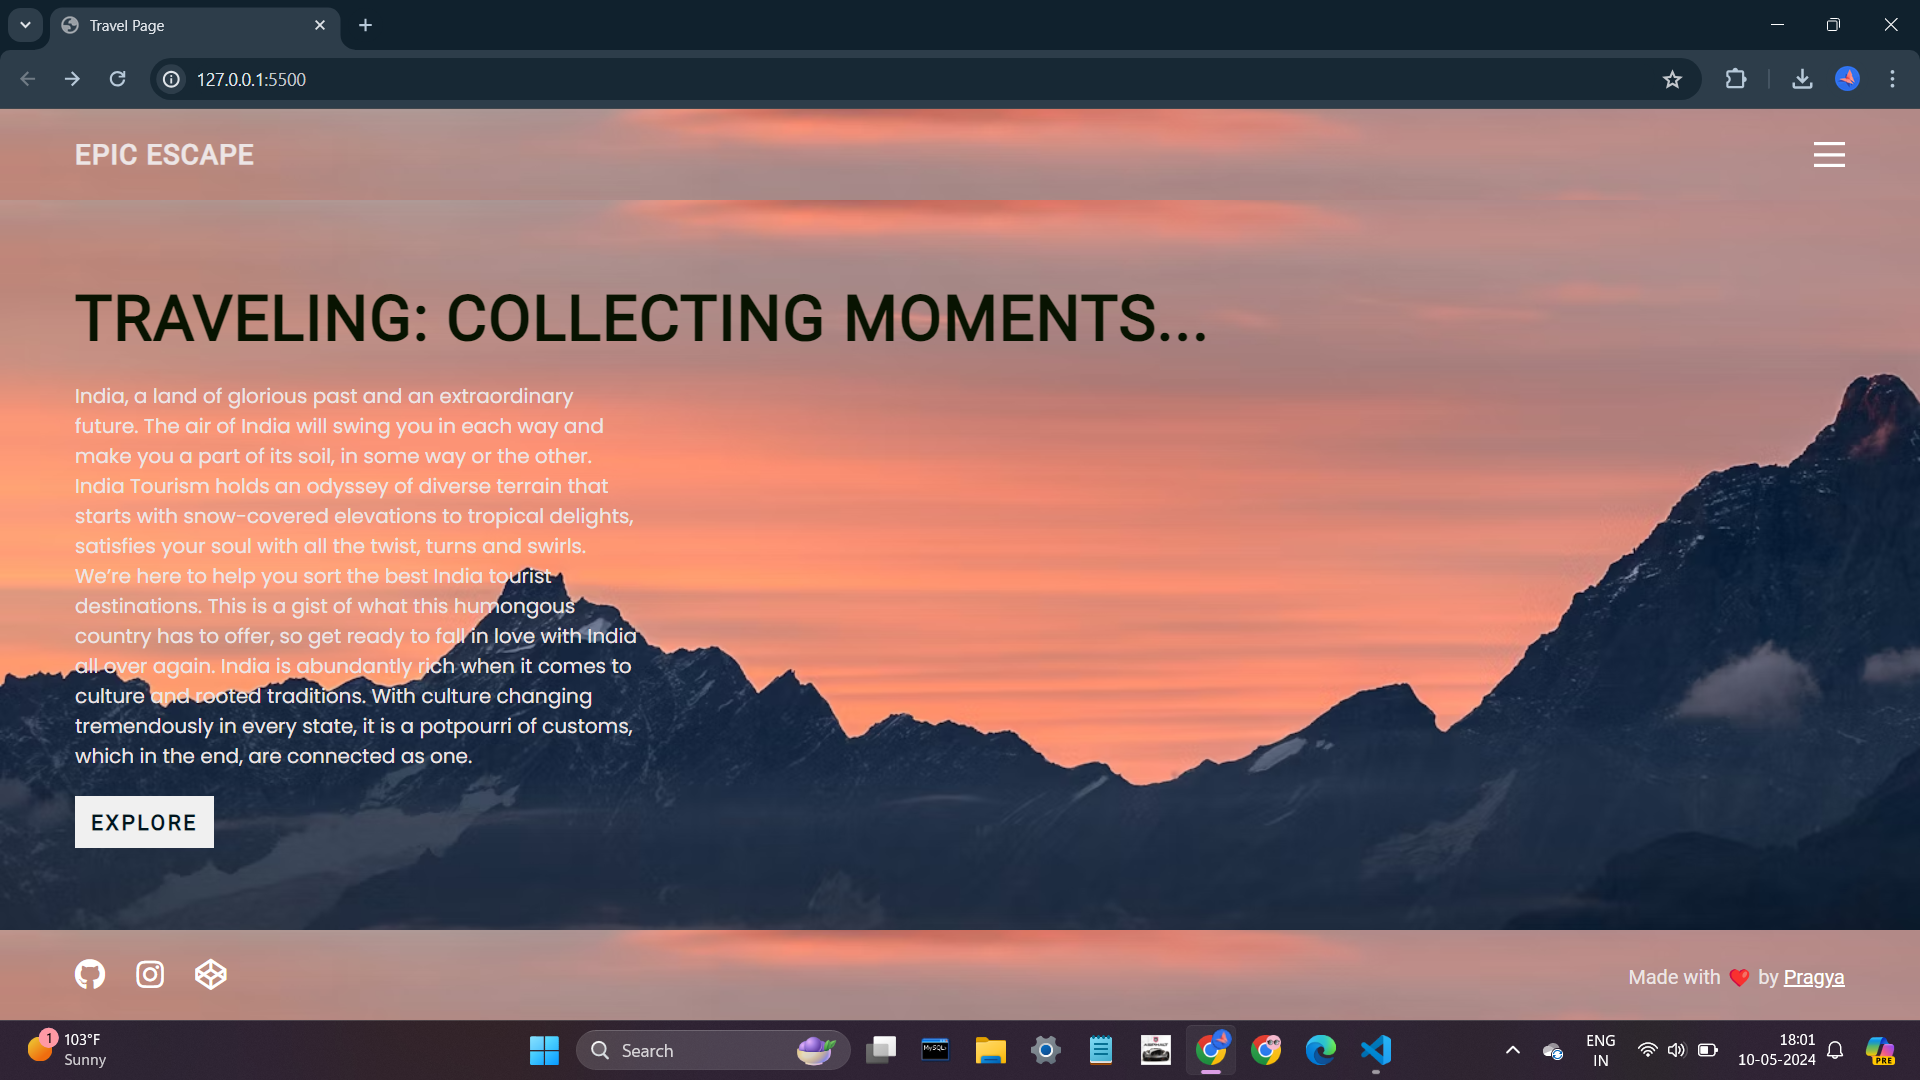 Travel Page
127.0.0.1:5500
EPIC ESCAPE
TRAVELING: COLLECTING MOMENTS...
India, a land of glorious past and an extraordinary
future. The air of India will swing you in each way and
make you a part of its soil, in some way or the other.
India Tourism holds an odyssey of diverse terrain that
starts with snow-covered elevations to tropical delights,
satisfies your soul with all the twist, turns and swirls.
We’re here to help you sort the best India tourist
destinations. This is a gist of what this humongous
country has to offer, so get ready to fall in love with India
all over again. India is abundantly rich when it comes to
culture and rooted traditions. With culture changing
tremendously in every state, it is a potpourri of customs,
which in the end, are connected as one.
EXPLORE
Made with ❤️ by Pragya
1
103°F
Sunny
Search
MySQL
ENG
IN
18:01
10-05-2024
PRE